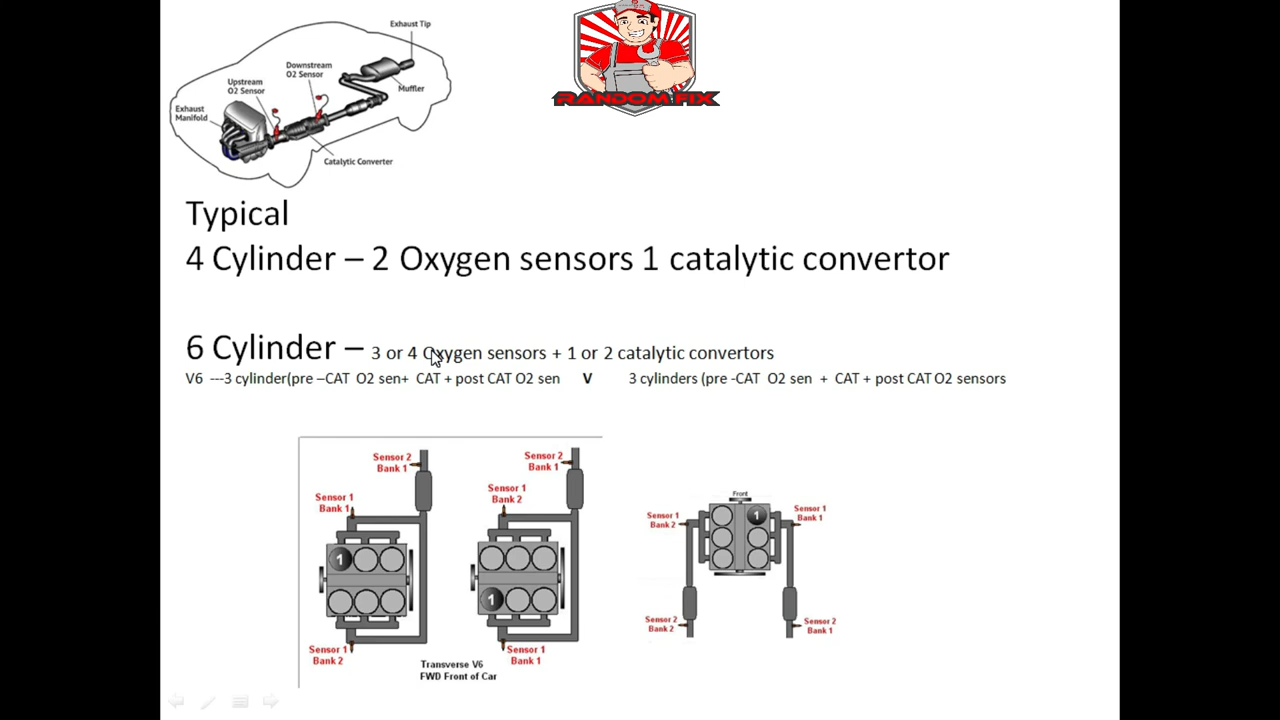 Exhaust Tip
Downstream
O2 Sensor
Upstream
O2 Sensor
Muffler
Exhaust
Manifold
Catalytic Converter
RANDOM FIX
Typical
4 Cylinder – 2 Oxygen sensors 1 catalytic convertor
6 Cylinder – 3 or 4 Oxygen sensors + 1 or 2 catalytic convertors
V6 ---3 cylinder(pre –CAT O2 sen+ CAT + post CAT O2 sen V 3 cylinders (pre -CAT O2 sen + CAT + post CAT O2 sensors
Sensor 2
Bank 1
Sensor 1
Bank 1
1
Sensor 1
Bank 2
Sensor 2
Bank 1
Sensor 1
Bank 2
1
Sensor 1
Bank 1
Transverse V6
FWD Front of Car
Front
Sensor 1
Bank 2
1
Sensor 1
Bank 1
Sensor 2
Bank 2
Sensor 2
Bank 1